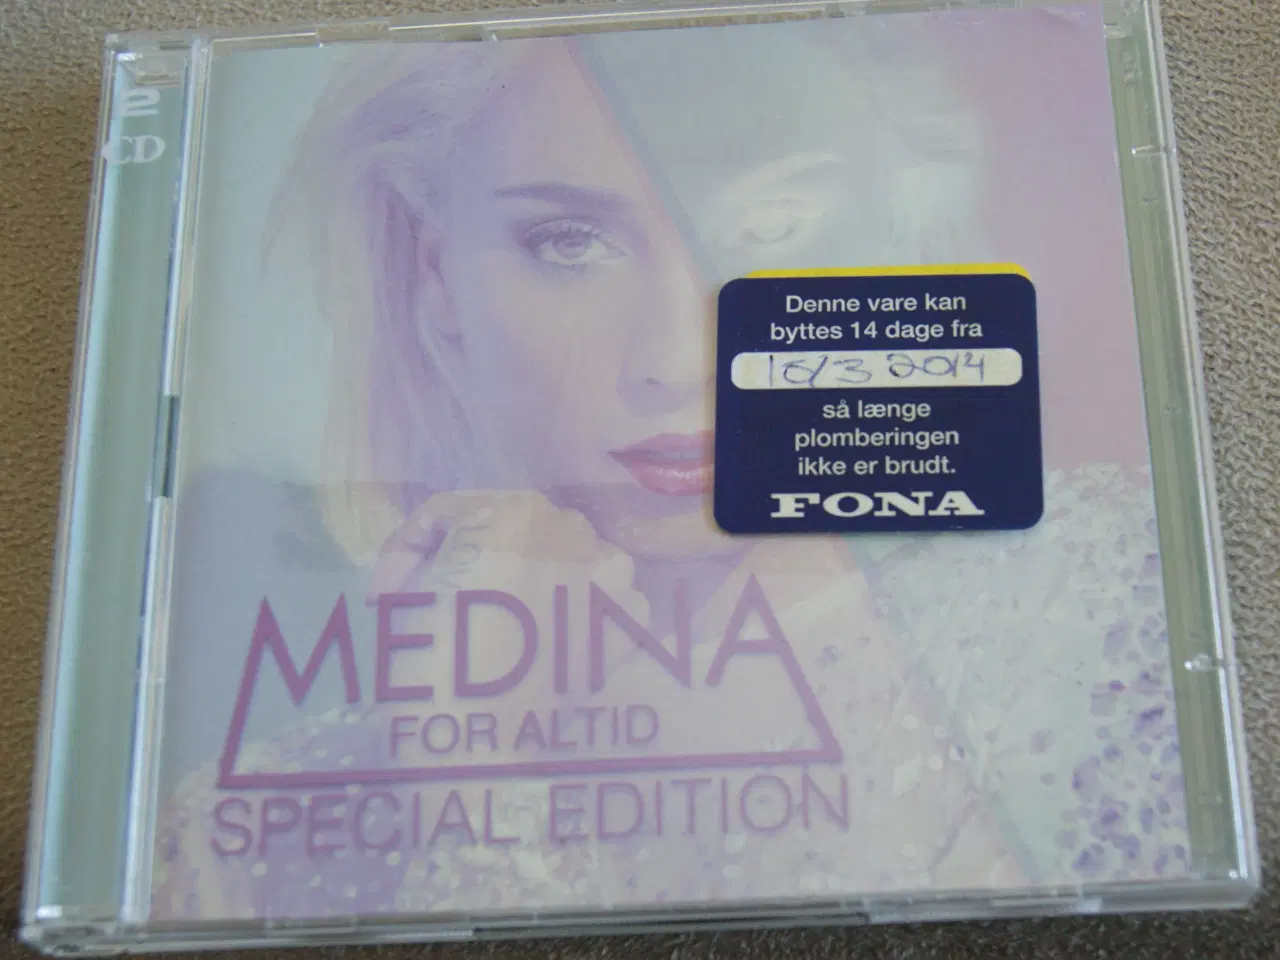 2
CD
Denne vare kan
byttes 14 dage fra
15/3 2014
så længe
plomberingen
ikke er brudt.
FONA
MEDINA
FOR ALTID
SPECIAL EDITION